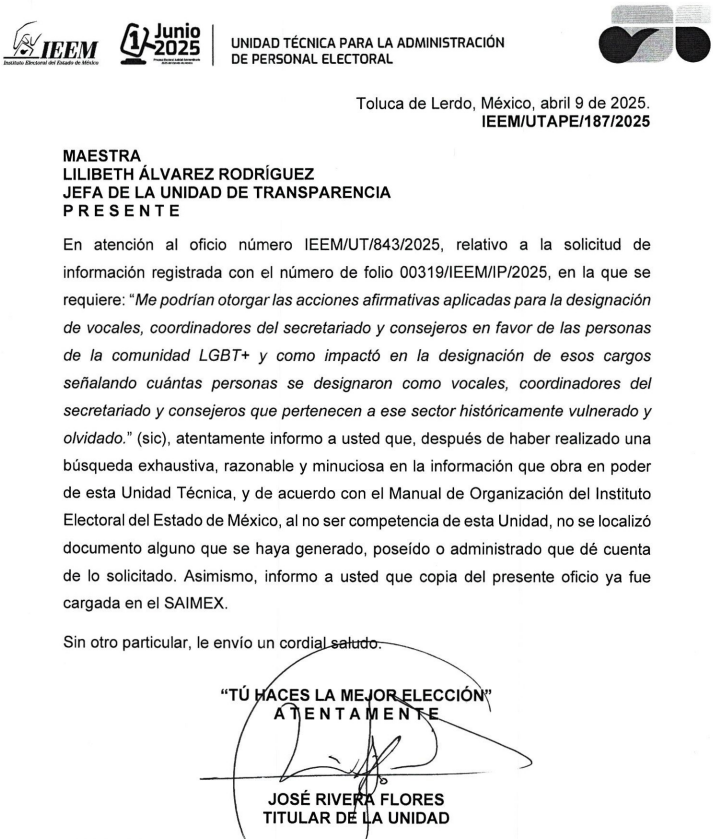 IEEM
Instituto Electoral del Estado de México
1 Junio
2025
UNIDAD TÉCNICA PARA LA ADMINISTRACIÓN
DE PERSONAL ELECTORAL
Toluca de Lerdo, México, abril 9 de 2025.
IEEM/UTAPE/187/2025
MAESTRA
LILIBETH ÁLVAREZ RODRÍGUEZ
JEFA DE LA UNIDAD DE TRANSPARENCIA
P R E S E N T E
En atención al oficio número IEEM/UT/843/2025, relativo a la solicitud de
información registrada con el número de folio 00319/IEEM/IP/2025, en la que se
requiere: “Me podrían otorgar las acciones afirmativas aplicadas para la designación
de vocales, coordinadores del secretariado y consejeros en favor de las personas
de la comunidad LGBT+ y como impactó en la designación de esos cargos
señalando cuántas personas se designaron como vocales, coordinadores del
secretariado y consejeros que pertenecen a ese sector históricamente vulnerado y
olvidado.” (sic), atentamente informo a usted que, después de haber realizado una
búsqueda exhaustiva, razonable y minuciosa en la información que obra en poder
de esta Unidad Técnica, y de acuerdo con el Manual de Organización del Instituto
Electoral del Estado de México, al no ser competencia de esta Unidad, no se localizó
documento alguno que se haya generado, poseído o administrado que dé cuenta
de lo solicitado. Asimismo, informo a usted que copia del presente oficio ya fue
cargada en el SAIMEX.
Sin otro particular, le envío un cordial saludo.
“TÚ HACES LA MEJOR ELECCIÓN”
A T E N T A M E N T E
JOSÉ RIVERA FLORES
TITULAR DE LA UNIDAD